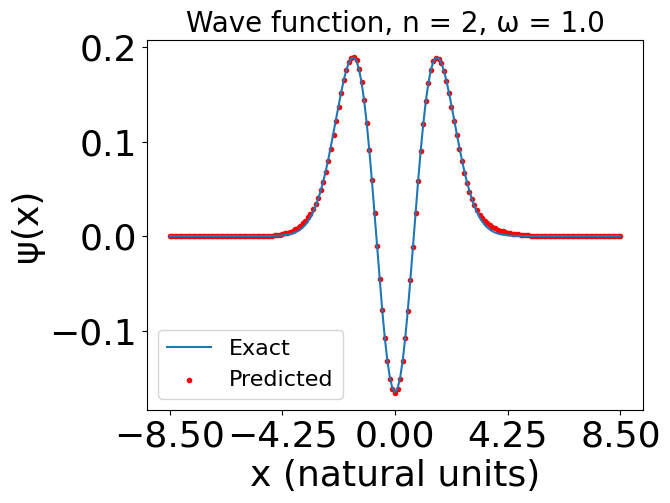 Wave function, n = 2, ω = 1.0
0.2
0.1
0.0
−0.1
ψ(x)
Exact
Predicted
−8.50 −4.25 0.00 4.25 8.50
x (natural units)